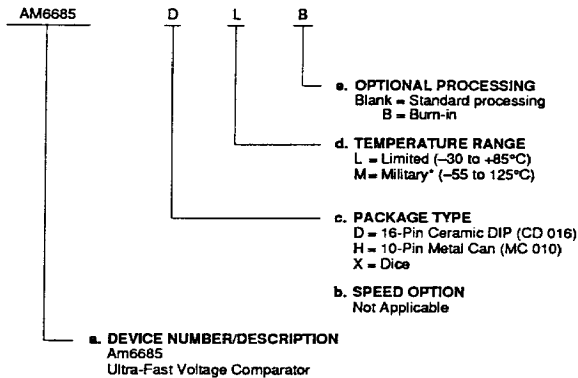 AM6685 D L B
e. OPTIONAL PROCESSING
Blank = Standard processing
B = Burn-in
d. TEMPERATURE RANGE
L = Limited (–30 to +85°C)
M = Military* (–55 to 125°C)
c. PACKAGE TYPE
D = 16-Pin Ceramic DIP (CD 016)
H = 10-Pin Metal Can (MC 010)
X = Dice
b. SPEED OPTION
Not Applicable
a. DEVICE NUMBER/DESCRIPTION
Am6685
Ultra-Fast Voltage Comparator